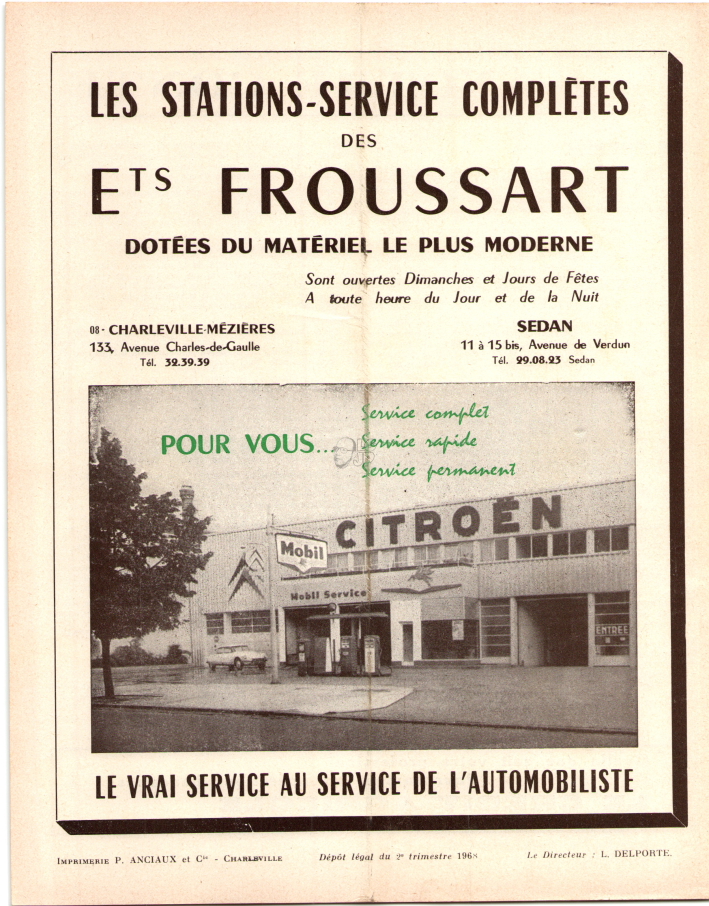 LES STATIONS-SERVICE COMPLÈTES
DES
ETS FROUSSART
DOTÉES DU MATÉRIEL LE PLUS MODERNE
Sont ouvertes Dimanches et Jours de Fêtes
A toute heure du Jour et de la Nuit
08 - CHARLEVILLE-MÉZIÈRES
133, Avenue Charles-de-Gaulle
Tél. 32.39.39
SEDAN
11 à 15 bis, Avenue de Verdun
Tél. 29.08.23 Sedan
POUR VOUS...
Service complet
Service rapide
Service permanent
CITROËN
Mobil
Mobil Service
ENTREE
LE VRAI SERVICE AU SERVICE DE L'AUTOMOBILISTE
IMPRIMERIE P. ANCIAUX et Cie - CHARLEVILLE
Dépôt légal du 2e trimestre 1968
Le Directeur : L. DELPORTE.